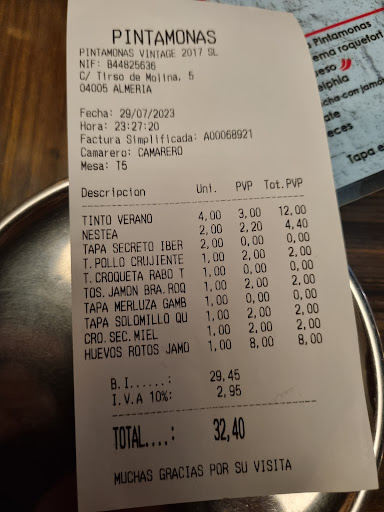 PINTAMONAS
PINTAMONAS VINTAGE 2017 SL
NIF: B44825636
C/ Tirso de Molina, 5
04005 ALMERIA
Fecha: 29/07/2023
Hora: 23:27:20
Factura Simplificada: A00068921
Camarero: CAMARERO
Mesa: T5
Descripcion Uni. PVP Tot.PVP
TINTO VERANO 4,00 3,00 12,00
NESTEA 2,00 2,20 4,40
TAPA SECRETO IBER 2,00 0,00 0,00
T.POLLO CRUJIENTE 1,00 2,00 2,00
T.CROQUETA RABO T 1,00 0,00 0,00
TOS.JAMON BRA.ROQ 1,00 2,00 2,00
TAPA MERLUZA GAMB 1,00 0,00 0,00
TAPA SOLOMILLO QU 1,00 2,00 2,00
CRO.SEC.MIEL 1,00 2,00 2,00
HUEVOS ROTOS JAMO 1,00 8,00 8,00
B.I......: 29,45
I.V.A 10%: 2,95
TOTAL....: 32,40
MUCHAS GRACIAS POR SU VISITA
Pintamonas
roquefort
con jamón
Tapa e